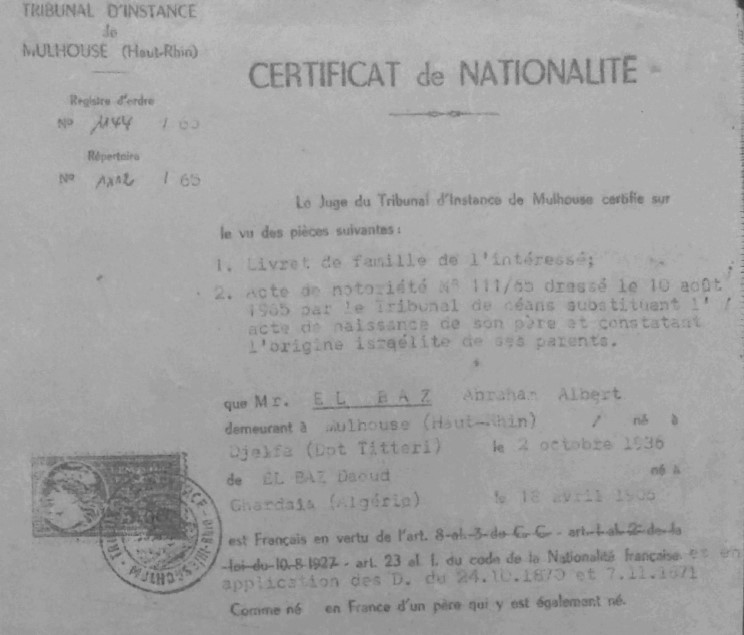 TRIBUNAL D'INSTANCE
de
MULHOUSE (Haut-Rhin)
CERTIFICAT de NATIONALITE
Registre d'ordre
No 1144 / 65
Répertoire
No / 65
Le Juge du Tribunal d'Instance de Mulhouse certifie sur
le vu des pièces suivantes :
1. Livret de famille de l'intéressé;
2. Acte de notoriété N° 111/65 dressé le 10 août
1965 par le Tribunal de céans substituant l'
acte de naissance de son père et constatant
l'origine israélite de ses parents.
que Mr. EL BAZ Abraham Albert
demeurant à Mulhouse (Haut-Rhin) / né à
Djelfa (Dpt Titteri) le 2 octobre 1936
de EL BAZ Daoud né à
Ghardaia (Algérie) le 18 avril 1906
est Français en vertu de l'art. 8 al. 3 du C. C. - art. 1 al. 2 de la
loi du 10-8-1927 - art. 23 al 1. du code de la Nationalité française et en
application des D. du 24.10.1870 et 7.11.1871
Comme né en France d'un père qui y est également né.